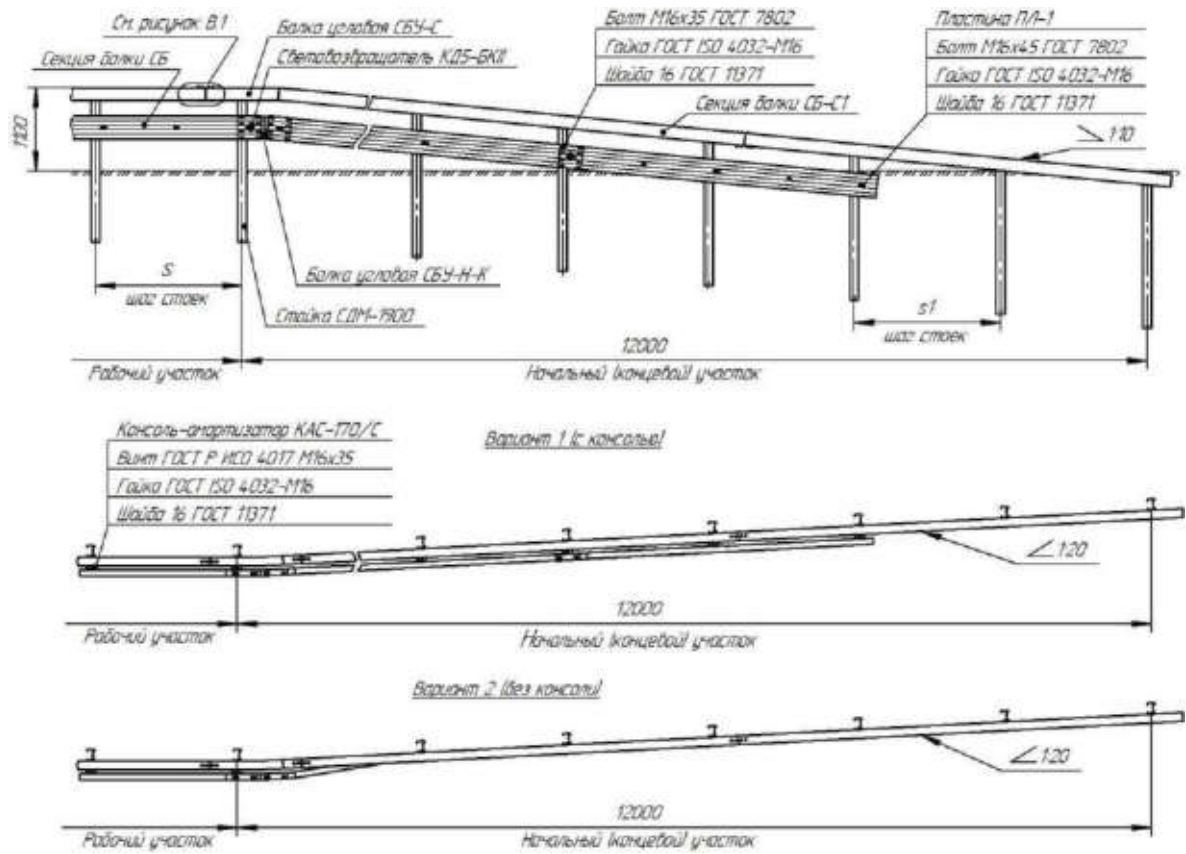 См. рисунок В.1
Секция балки СБ
Балка угловая СБУ-С
Световозвращатель КД5-БКII
Болт М16х35 ГОСТ 7802
Гайка ГОСТ ISO 4032-М16
Шайба 16 ГОСТ 11371
Секция балки СБ-С1
Пластина ПЛ-1
Болт М16х45 ГОСТ 7802
Гайка ГОСТ ISO 4032-М16
Шайба 16 ГОСТ 11371
1:10
1100
S
шаг стоек
Балка угловая СБУ-Н-К
Стойка СДМ-1900
s1
шаг стоек
12000
Рабочий участок
Начальный (концевой) участок
Консоль-амортизатор КАС-170/С
Винт ГОСТ Р ИСО 4017 М16х35
Гайка ГОСТ ISO 4032-М16
Шайба 16 ГОСТ 11371
Вариант 1 (с консолью)
1:20
12000
Рабочий участок
Начальный (концевой) участок
Вариант 2 (без консоли)
1:20
12000
Рабочий участок
Начальный (концевой) участок